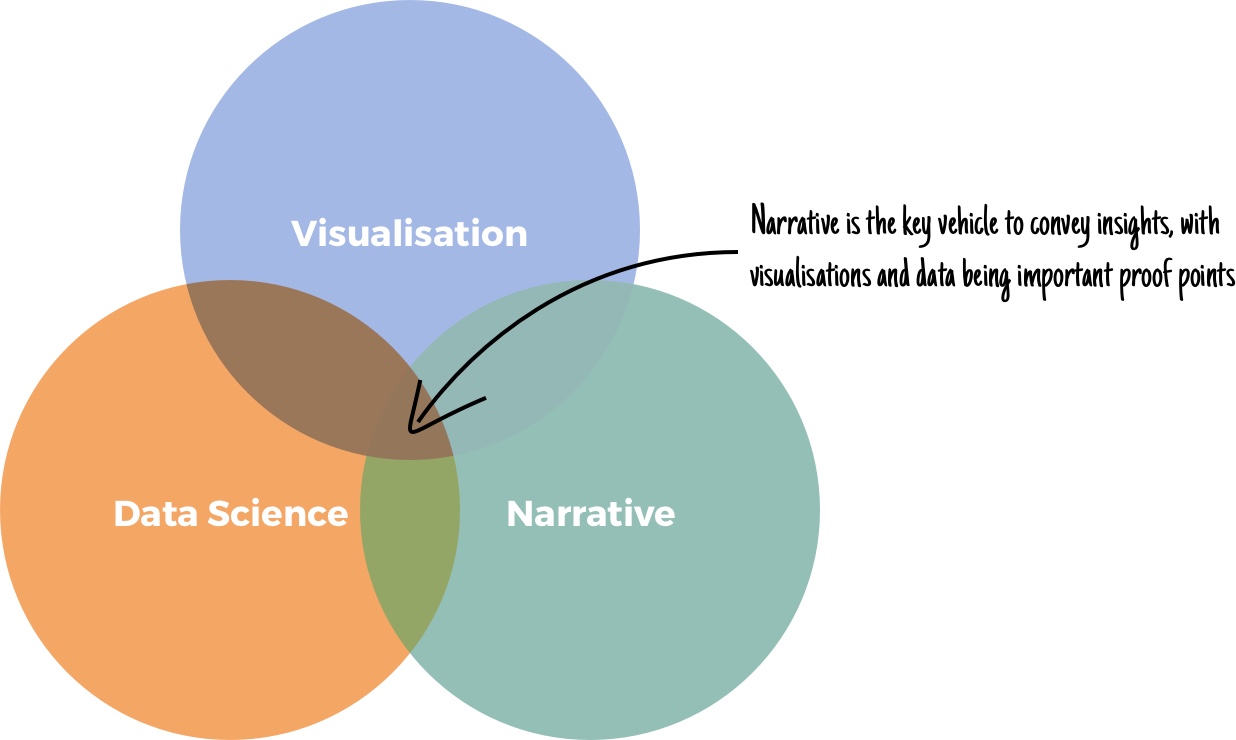 Visualisation
Narrative is the key vehicle to convey insights, with
visualisations and data being important proof points
Data Science
Narrative